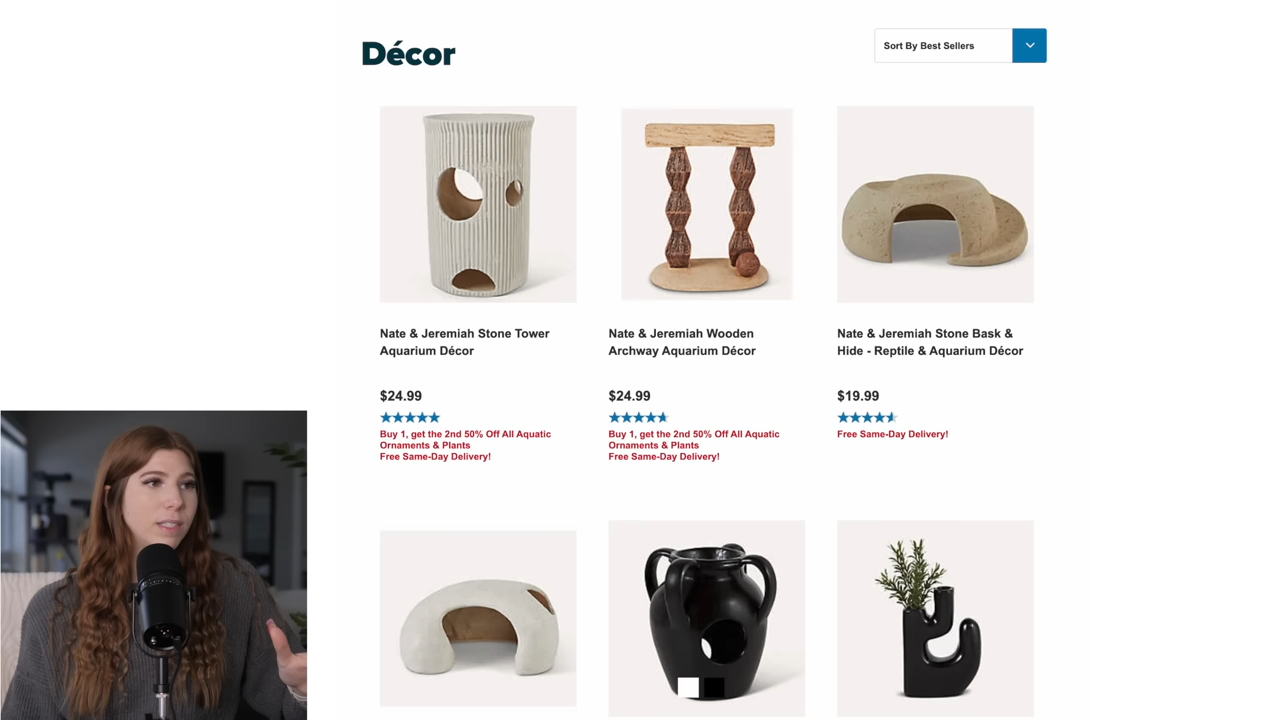 Décor
Sort By Best Sellers
Nate & Jeremiah Stone Tower
Aquarium Décor
$24.99
Buy 1, get the 2nd 50% Off All Aquatic
Ornaments & Plants
Free Same-Day Delivery!
Nate & Jeremiah Wooden
Archway Aquarium Décor
$24.99
Buy 1, get the 2nd 50% Off All Aquatic
Ornaments & Plants
Free Same-Day Delivery!
Nate & Jeremiah Stone Bask &
Hide - Reptile & Aquarium Décor
$19.99
Free Same-Day Delivery!